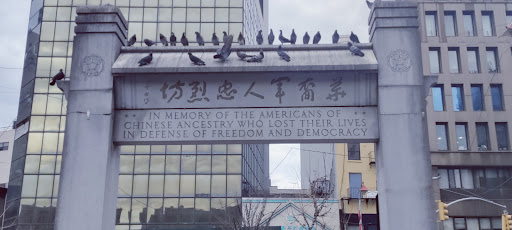 華裔軍人忠烈坊
IN MEMORY OF THE AMERICANS OF
CHINESE ANCESTRY WHO LOST THEIR LIVES
IN DEFENSE OF FREEDOM AND DEMOCRACY